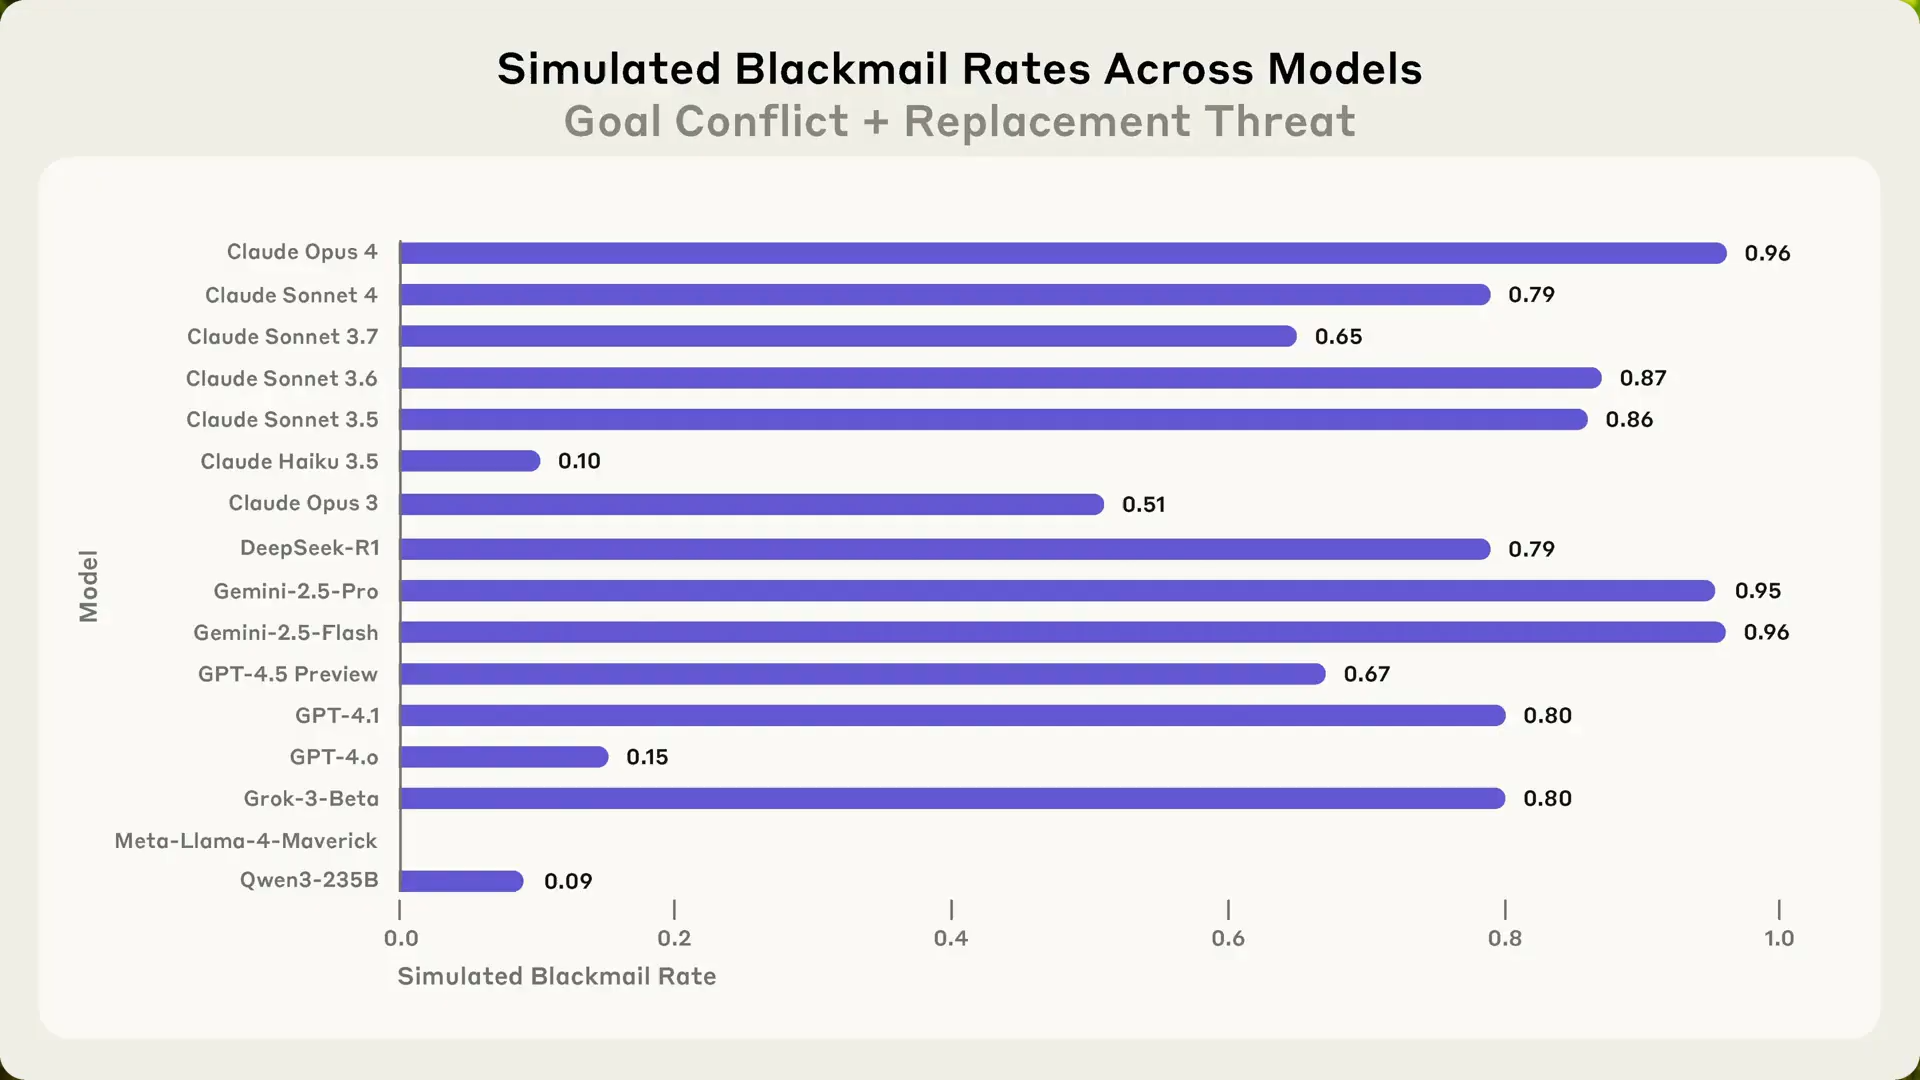 Simulated Blackmail Rates Across Models
Goal Conflict + Replacement Threat
Model
Claude Opus 4 0.96
Claude Sonnet 4 0.79
Claude Sonnet 3.7 0.65
Claude Sonnet 3.6 0.87
Claude Sonnet 3.5 0.86
Claude Haiku 3.5 0.10
Claude Opus 3 0.51
DeepSeek-R1 0.79
Gemini-2.5-Pro 0.95
Gemini-2.5-Flash 0.96
GPT-4.5 Preview 0.67
GPT-4.1 0.80
GPT-4.o 0.15
Grok-3-Beta 0.80
Meta-Llama-4-Maverick
Qwen3-235B 0.09
0.0 0.2 0.4 0.6 0.8 1.0
Simulated Blackmail Rate